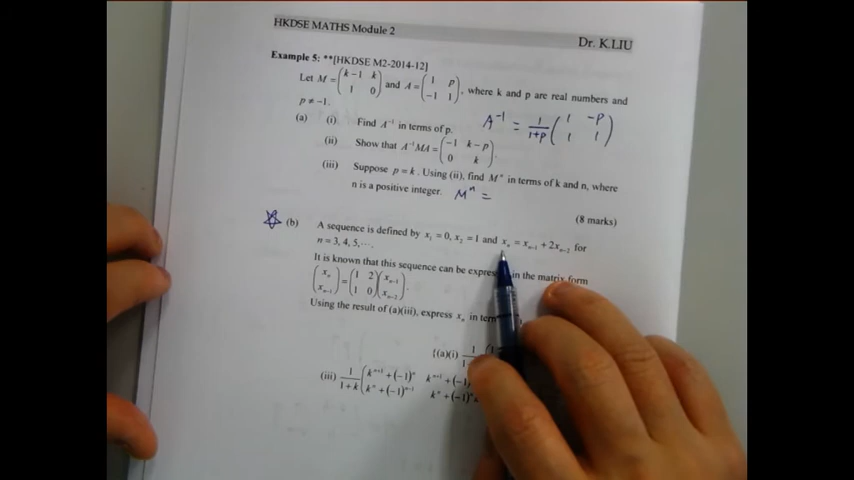 HKDSE MATHS Module 2
Dr. K.LIU
Example 5: **[HKDSE M2-2014-12]
Let M = (k−1 k; 1 0) and A = (1 p; −1 1), where k and p are real numbers and
p ≠ −1.
(a) (i) Find A⁻¹ in terms of p.
A⁻¹ = 1/(1+p) (1 −p; 1 1)
(ii) Show that A⁻¹MA = (−1 k−p; 0 k).
(iii) Suppose p = k. Using (ii), find Mⁿ in terms of k and n, where
n is a positive integer.
Mⁿ =
(8 marks)
(b) A sequence is defined by x₁ = 0, x₂ = 1 and xₙ = xₙ₋₁ + 2xₙ₋₂ for
n = 3, 4, 5, ⋯.
It is known that this sequence can be expres in the matrix form
(xₙ; xₙ₋₁) = (1 2; 1 0)(xₙ₋₁; xₙ₋₂).
Using the result of (a)(iii), express xₙ in ter
{(a)(i) 1
(iii) 1/(1+k) (kⁿ⁺¹+(−1)ⁿ kⁿ⁺¹+(−1); kⁿ+(−1)ⁿ⁻¹ kⁿ+(−1)ⁿ